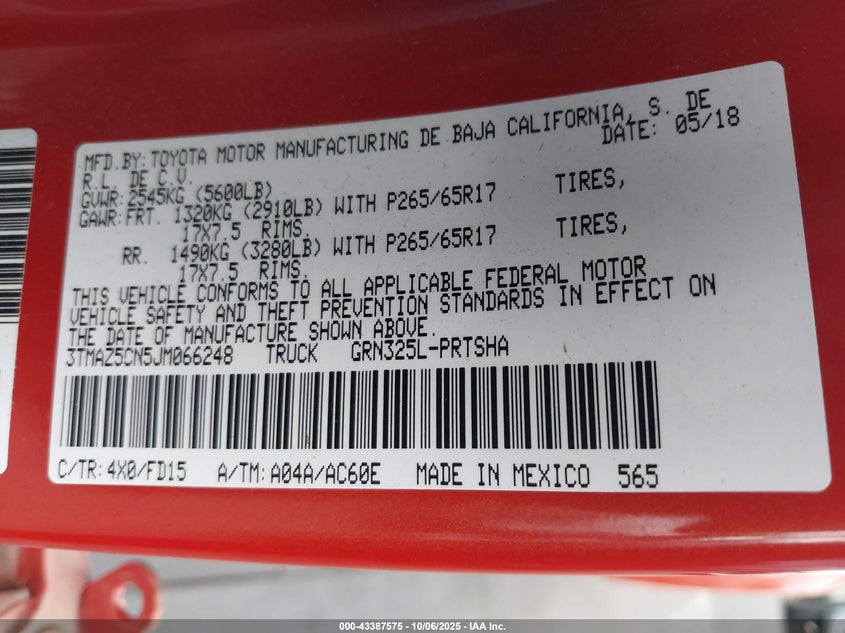 MFD.BY: TOYOTA MOTOR MANUFACTURING DE BAJA CALIFORNIA, S. DE
R.L. DE C.V. DATE: 05/18
GVWR: 2545KG (5600LB)
GAWR: FRT. 1320KG (2910LB) WITH P265/65R17 TIRES,
17X7.5 RIMS.
RR. 1490KG (3280LB) WITH P265/65R17 TIRES,
17X7.5 RIMS.
THIS VEHICLE CONFORMS TO ALL APPLICABLE FEDERAL MOTOR
VEHICLE SAFETY AND THEFT PREVENTION STANDARDS IN EFFECT ON
THE DATE OF MANUFACTURE SHOWN ABOVE.
3TMAZ5CN5JM066248 TRUCK GRN325L-PRTSHA
C/TR: 4X0/FD15 A/TM: A04A/AC60E MADE IN MEXICO 565
000-43387575 - 10/06/2025 - IAA Inc.